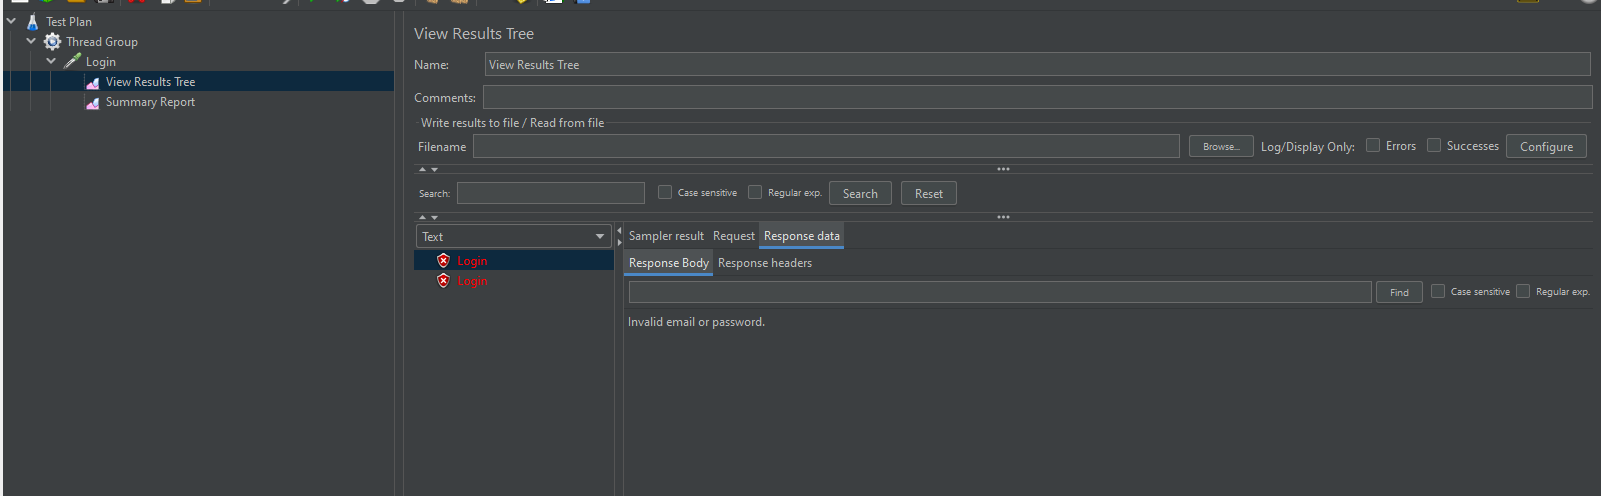 Test Plan
Thread Group
Login
View Results Tree
Summary Report
View Results Tree
Name: View Results Tree
Comments:
Write results to file / Read from file
Filename Browse... Log/Display Only: Errors Successes Configure
Search: Case sensitive Regular exp. Search Reset
Text
Login
Login
Sampler result Request Response data
Response Body Response headers
Find Case sensitive Regular exp.
Invalid email or password.